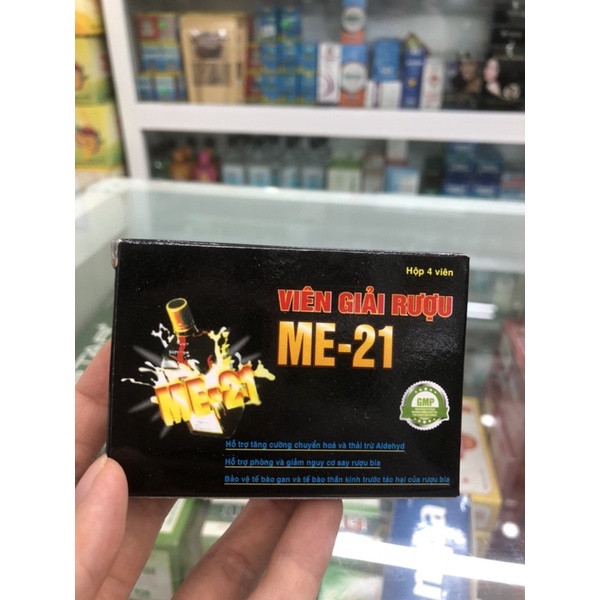 Hộp 4 viên
VIÊN GIẢI RƯỢU
ME-21
ME-21
GMP
Hỗ trợ tăng cường chuyển hoá và thải trừ Aldehyd
Hỗ trợ phòng và giảm nguy cơ say rượu bia
Bảo vệ tế bào gan và tế bào thần kinh trước tác hại của rượu bia